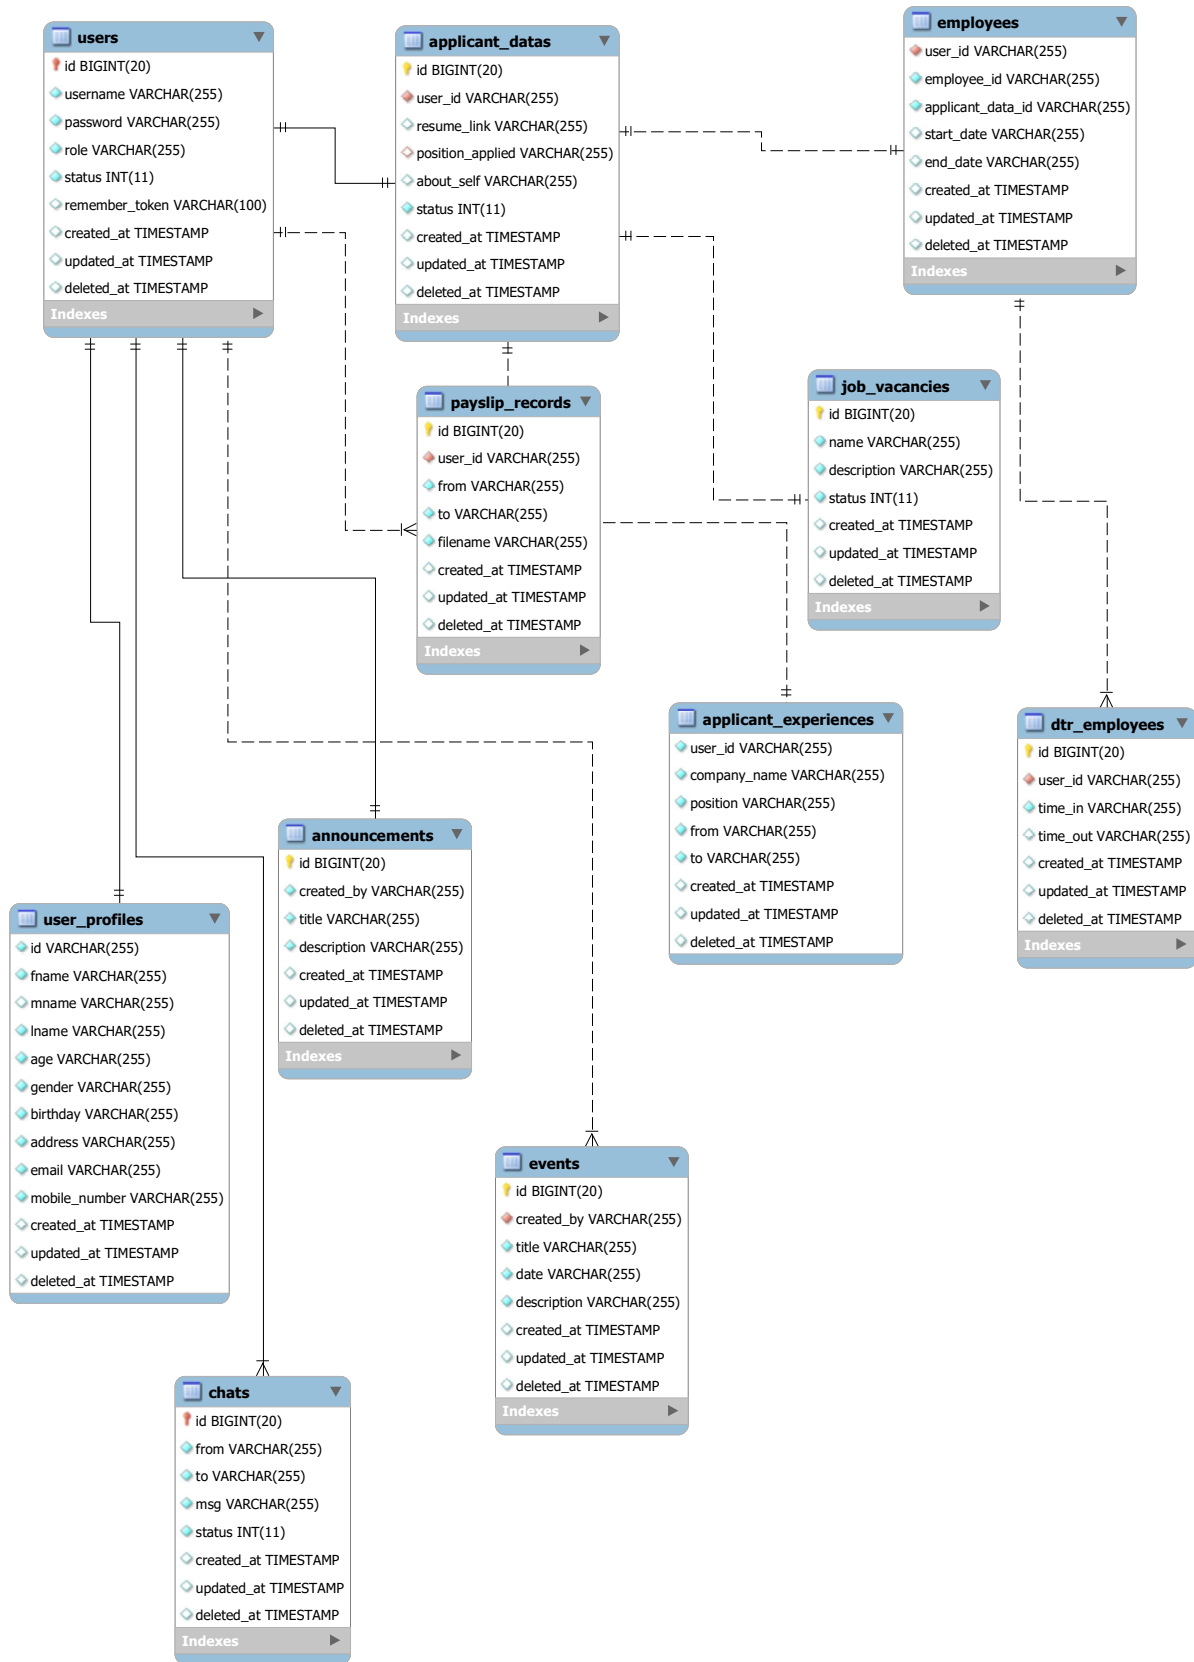 users
id BIGINT(20)
username VARCHAR(255)
password VARCHAR(255)
role VARCHAR(255)
status INT(11)
remember_token VARCHAR(100)
created_at TIMESTAMP
updated_at TIMESTAMP
deleted_at TIMESTAMP
Indexes
applicant_datas
id BIGINT(20)
user_id VARCHAR(255)
resume_link VARCHAR(255)
position_applied VARCHAR(255)
about_self VARCHAR(255)
status INT(11)
created_at TIMESTAMP
updated_at TIMESTAMP
deleted_at TIMESTAMP
Indexes
employees
user_id VARCHAR(255)
employee_id VARCHAR(255)
applicant_data_id VARCHAR(255)
start_date VARCHAR(255)
end_date VARCHAR(255)
created_at TIMESTAMP
updated_at TIMESTAMP
deleted_at TIMESTAMP
Indexes
payslip_records
id BIGINT(20)
user_id VARCHAR(255)
from VARCHAR(255)
to VARCHAR(255)
filename VARCHAR(255)
created_at TIMESTAMP
updated_at TIMESTAMP
deleted_at TIMESTAMP
Indexes
job_vacancies
id BIGINT(20)
name VARCHAR(255)
description VARCHAR(255)
status INT(11)
created_at TIMESTAMP
updated_at TIMESTAMP
deleted_at TIMESTAMP
Indexes
applicant_experiences
user_id VARCHAR(255)
company_name VARCHAR(255)
position VARCHAR(255)
from VARCHAR(255)
to VARCHAR(255)
created_at TIMESTAMP
updated_at TIMESTAMP
deleted_at TIMESTAMP
dtr_employees
id BIGINT(20)
user_id VARCHAR(255)
time_in VARCHAR(255)
time_out VARCHAR(255)
created_at TIMESTAMP
updated_at TIMESTAMP
deleted_at TIMESTAMP
Indexes
announcements
id BIGINT(20)
created_by VARCHAR(255)
title VARCHAR(255)
description VARCHAR(255)
created_at TIMESTAMP
updated_at TIMESTAMP
deleted_at TIMESTAMP
Indexes
user_profiles
id VARCHAR(255)
fname VARCHAR(255)
mname VARCHAR(255)
lname VARCHAR(255)
age VARCHAR(255)
gender VARCHAR(255)
birthday VARCHAR(255)
address VARCHAR(255)
email VARCHAR(255)
mobile_number VARCHAR(255)
created_at TIMESTAMP
updated_at TIMESTAMP
deleted_at TIMESTAMP
events
id BIGINT(20)
created_by VARCHAR(255)
title VARCHAR(255)
date VARCHAR(255)
description VARCHAR(255)
created_at TIMESTAMP
updated_at TIMESTAMP
deleted_at TIMESTAMP
Indexes
chats
id BIGINT(20)
from VARCHAR(255)
to VARCHAR(255)
msg VARCHAR(255)
status INT(11)
created_at TIMESTAMP
updated_at TIMESTAMP
deleted_at TIMESTAMP
Indexes